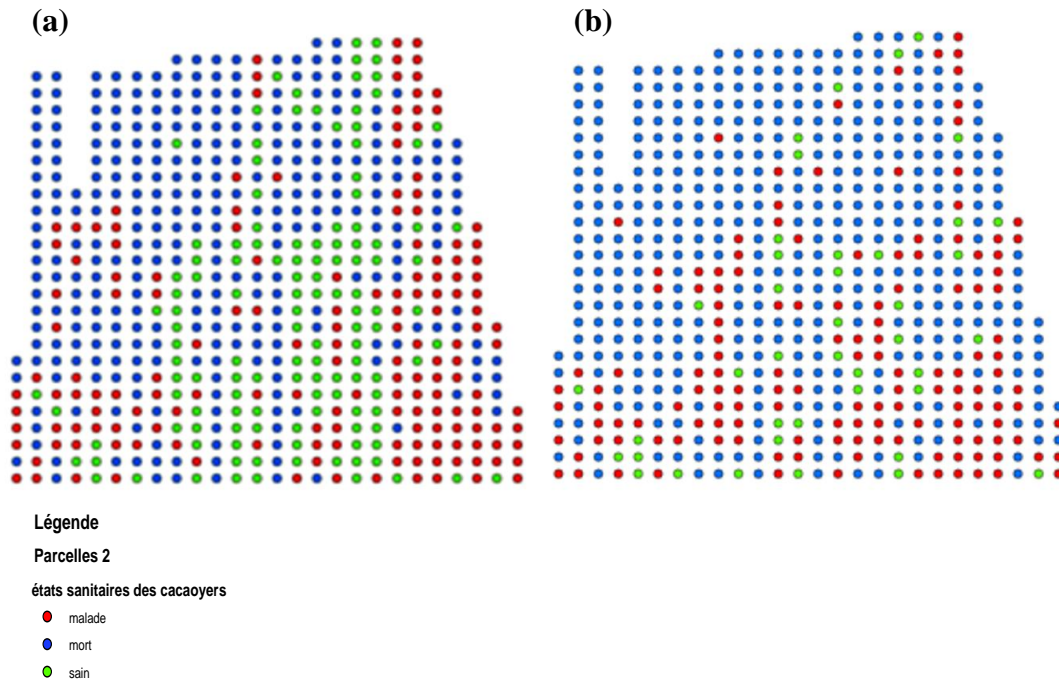 (a)
(b)
Légende
Parcelles 2
états sanitaires des cacaoyers
malade
mort
sain